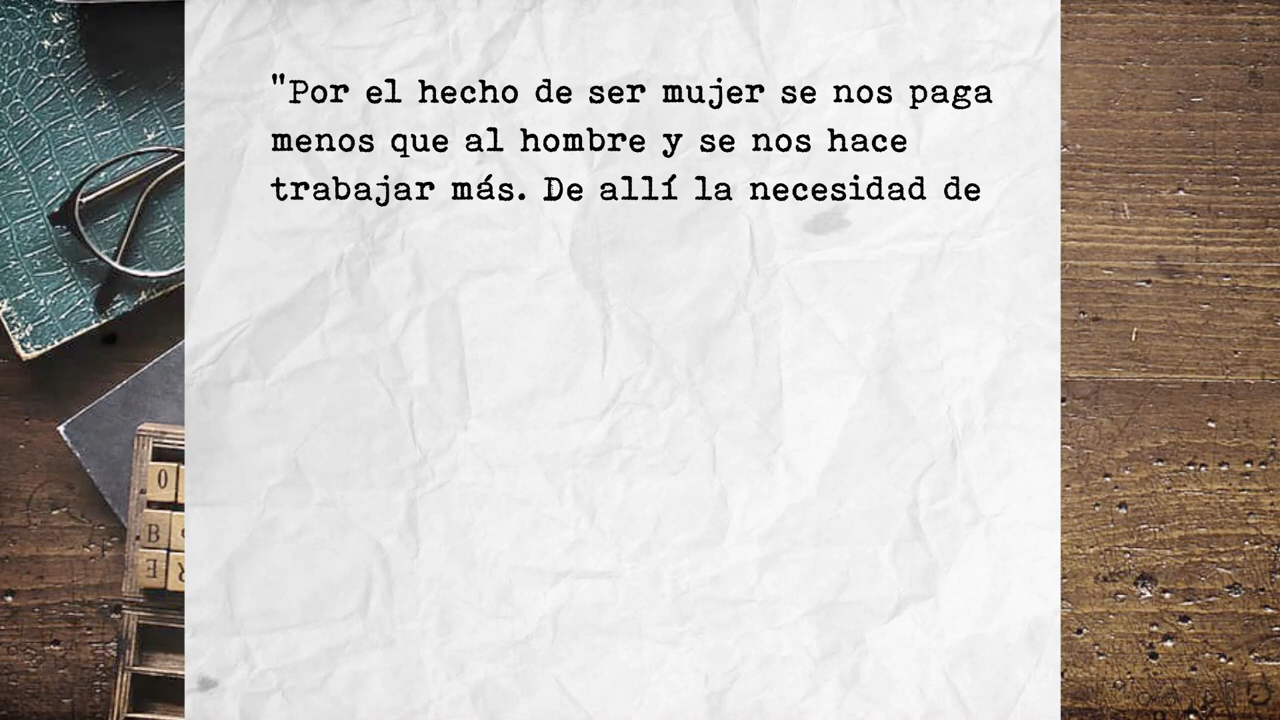 "Por el hecho de ser mujer se nos paga
menos que al hombre y se nos hace
trabajar más. De allí la necesidad de
O
B
E